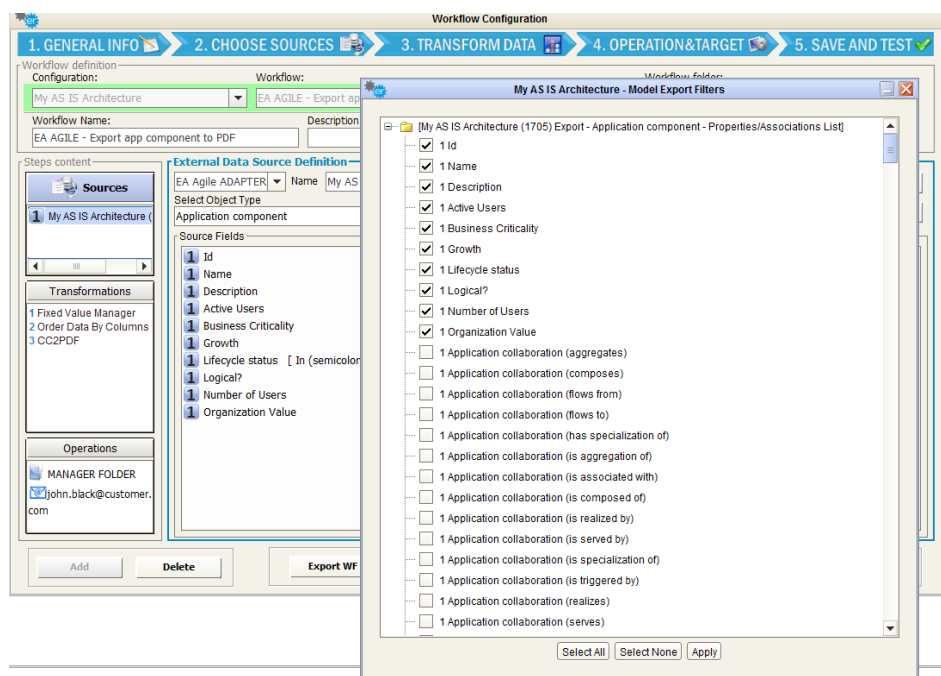 Workflow Configuration
1. GENERAL INFO
2. CHOOSE SOURCES
3. TRANSFORM DATA
4. OPERATION&TARGET
5. SAVE AND TEST
Workflow definition
Configuration:
Workflow:
Workflow folder:
My AS IS Architecture
EA AGILE - Export ap
Workflow Name:
Description
EA AGILE - Export app component to PDF
Steps content
Sources
1 My AS IS Architecture (
Transformations
1 Fixed Value Manager
2 Order Data By Columns
3 CC2PDF
Operations
MANAGER FOLDER
john.black@customer.
com
External Data Source Definition
EA Agile ADAPTER
Name
My AS
Select Object Type
Application component
Source Fields
1 Id
1 Name
1 Description
1 Active Users
1 Business Criticality
1 Growth
1 Lifecycle status [ In (semicolon
1 Logical?
1 Number of Users
1 Organization Value
Add
Delete
Export WF
My AS IS Architecture - Model Export Filters
[My AS IS Architecture (1705) Export - Application component - Properties/Associations List]
1 Id
1 Name
1 Description
1 Active Users
1 Business Criticality
1 Growth
1 Lifecycle status
1 Logical?
1 Number of Users
1 Organization Value
1 Application collaboration (aggregates)
1 Application collaboration (composes)
1 Application collaboration (flows from)
1 Application collaboration (flows to)
1 Application collaboration (has specialization of)
1 Application collaboration (is aggregation of)
1 Application collaboration (is associated with)
1 Application collaboration (is composed of)
1 Application collaboration (is realized by)
1 Application collaboration (is served by)
1 Application collaboration (is specialization of)
1 Application collaboration (is triggered by)
1 Application collaboration (realizes)
1 Application collaboration (serves)
Select All
Select None
Apply